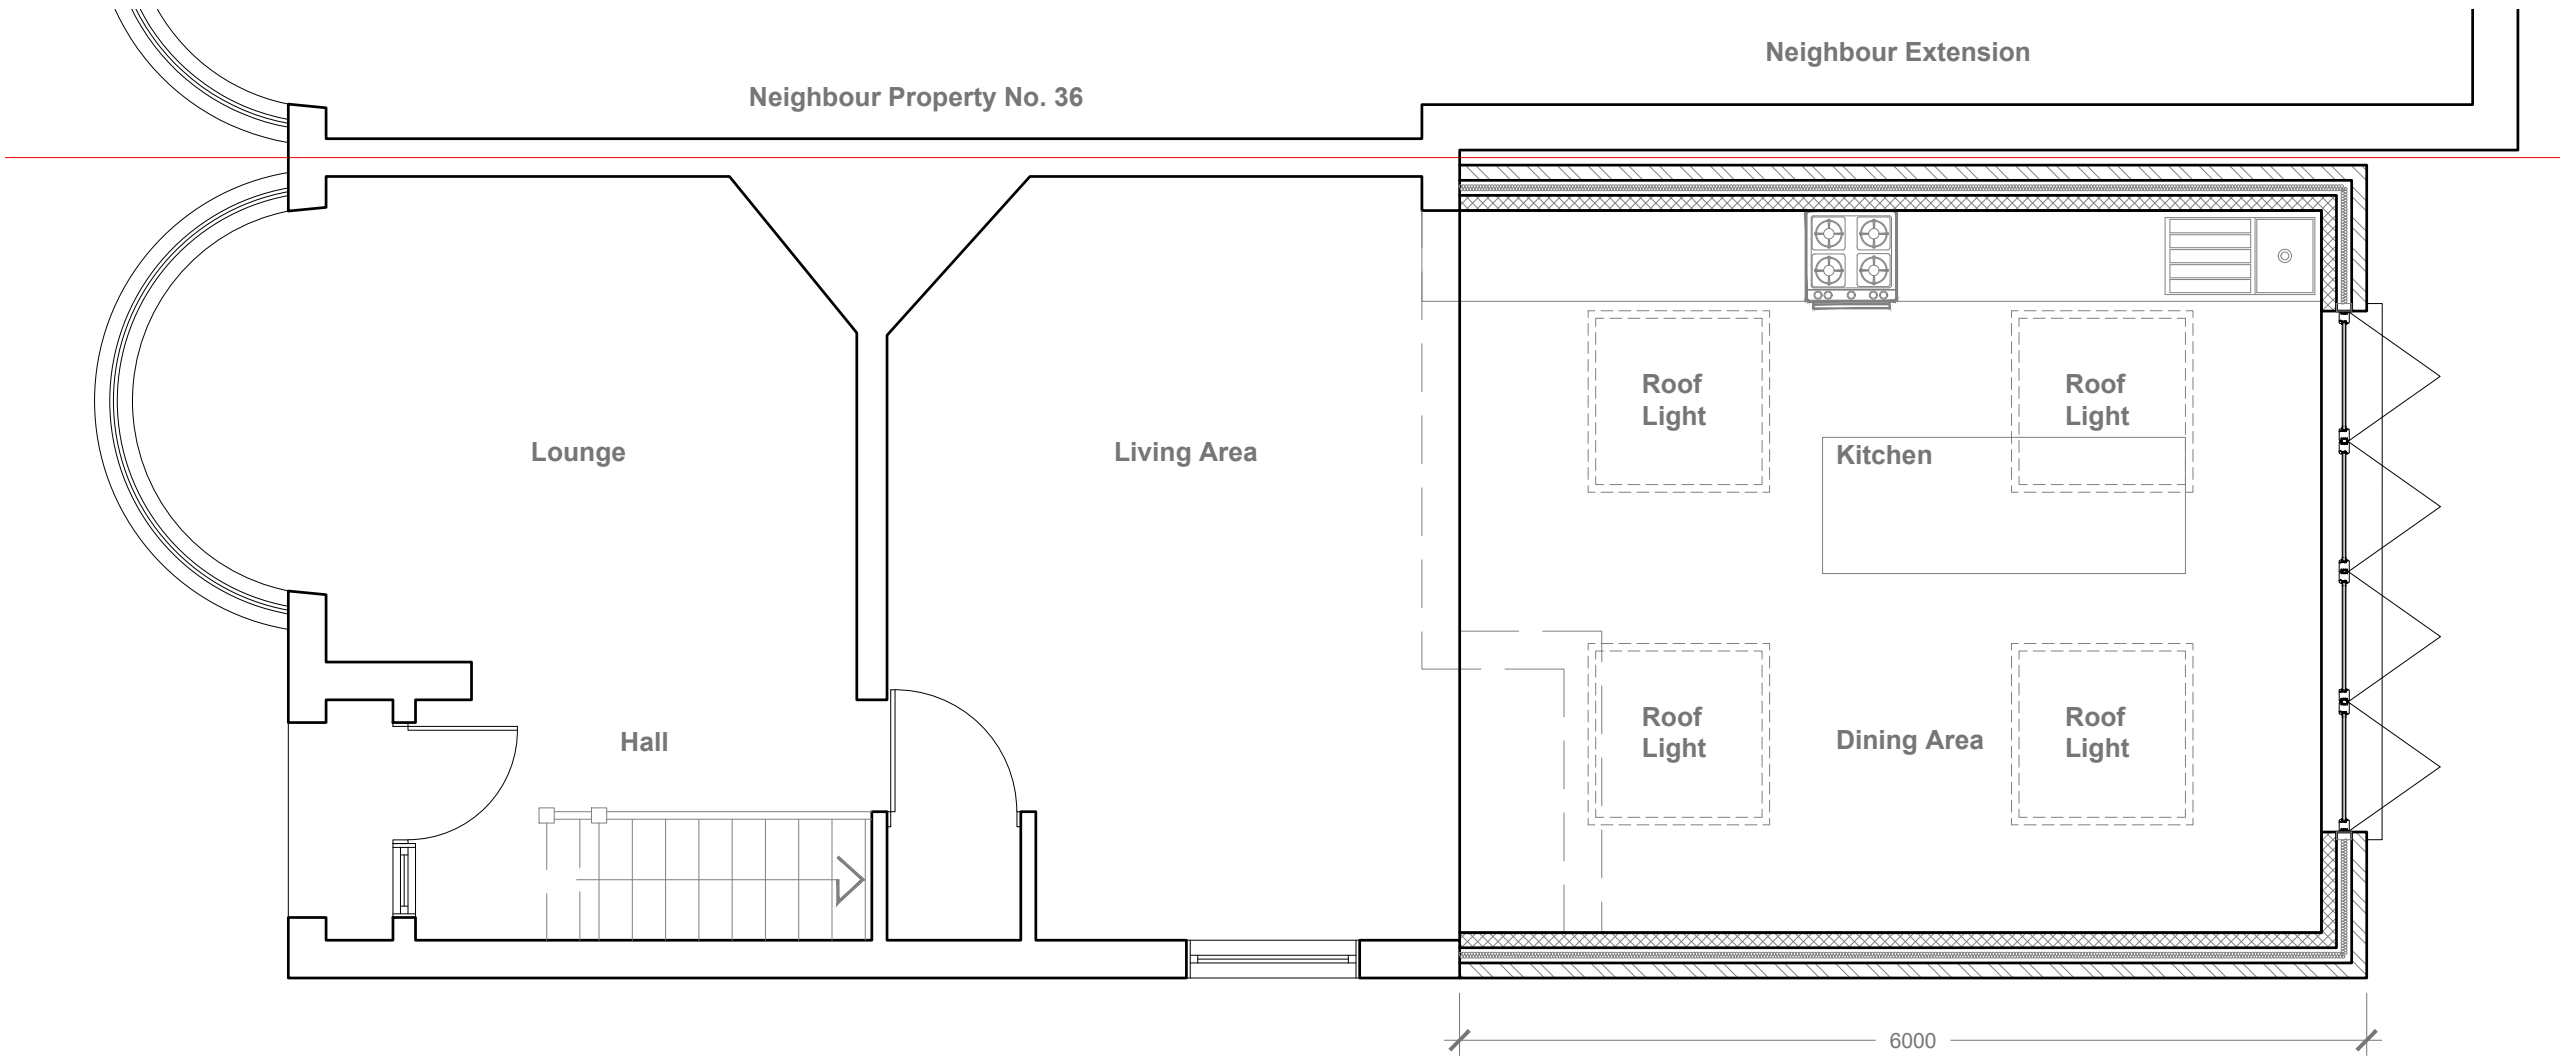 Neighbour Extension
Neighbour Property No. 36
Roof
Light
Roof
Light
Lounge
Living Area
Kitchen
Roof
Light
Roof
Light
Hall
Dining Area
6000